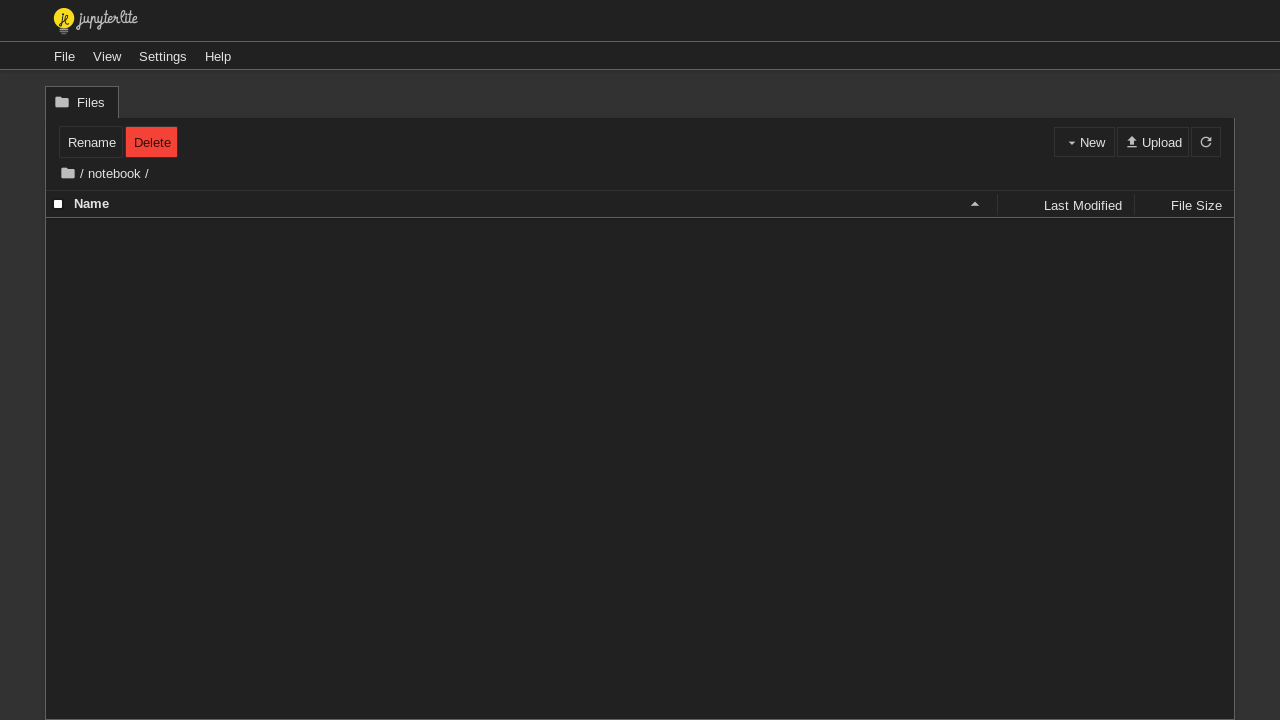 jupyterlite
File View Settings Help
Files
Rename Delete New Upload
/ notebook /
Name Last Modified File Size